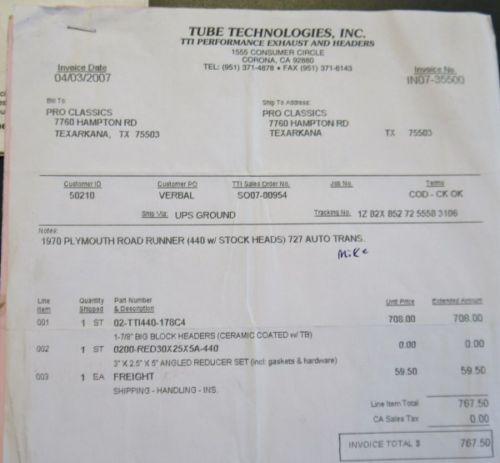 TUBE TECHNOLOGIES, INC.
TTI PERFORMANCE EXHAUST AND HEADERS
1555 CONSUMER CIRCLE
CORONA, CA 92880
TEL: (951) 371-4878 • FAX (951) 371-6143
Invoice Date
04/03/2007
Invoice No.
IN07-35500
Bill To:
PRO CLASSICS
7760 HAMPTON RD
TEXARKANA, TX 75503
Ship To Address:
PRO CLASSICS
7760 HAMPTON RD
TEXARKANA TX 75503
Customer ID Customer PO TTI Sales Order No. Job No. Terms
50210 VERBAL SO07-00954 COD - CK OK
Ship Via: UPS GROUND Tracking No. 1Z 02X 852 72 5558 3106
Notes:
1970 PLYMOUTH ROAD RUNNER (440 w/ STOCK HEADS) 727 AUTO TRANS.
Mike
Line Item Quantity Shipped Part Number & Description Unit Price Extended Amount
001 1 ST 02-TTI440-178C4 708.00 708.00
1-7/8" BIG BLOCK HEADERS (CERAMIC COATED w/ TB)
002 1 ST 0200-RED30X25X5A-440 0.00 0.00
3" X 2.5" X 5" ANGLED REDUCER SET (incl: gaskets & hardware)
003 1 EA FREIGHT 59.50 59.50
SHIPPING - HANDLING - INS.
Line Item Total 767.50
CA Sales Tax 0.00
INVOICE TOTAL $ 767.50